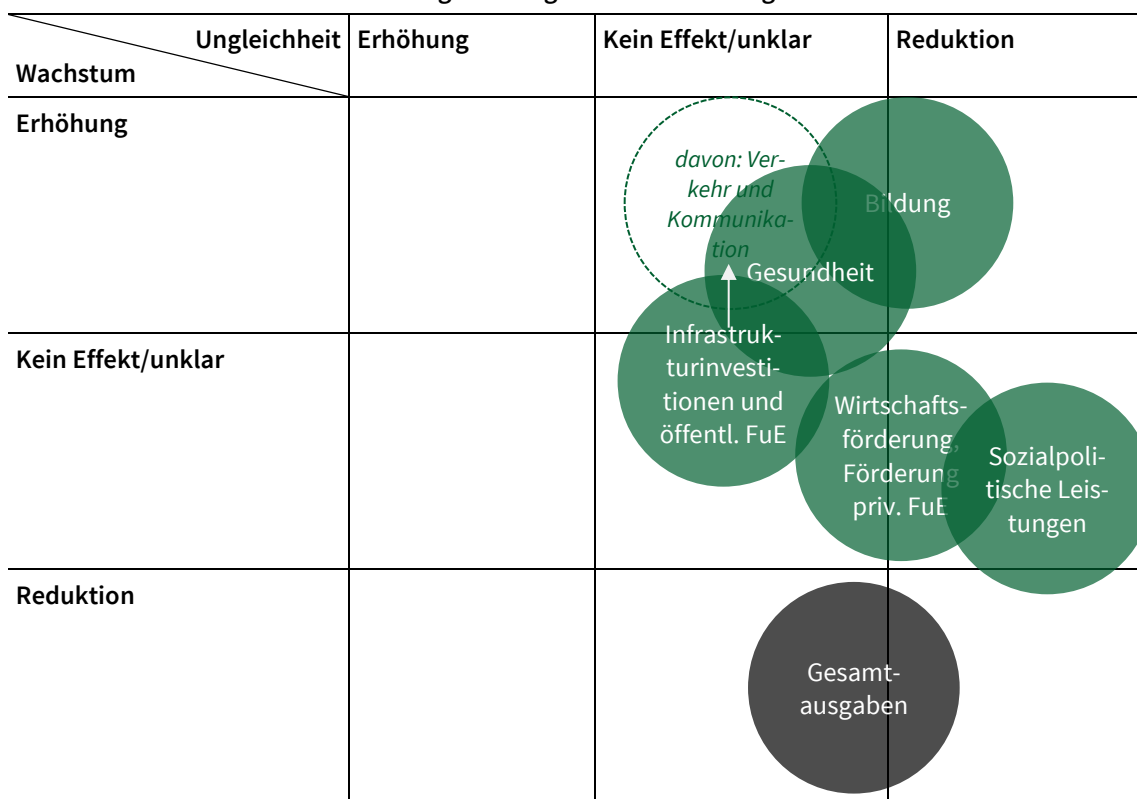 Ungleichheit
Wachstum
Erhöhung
Kein Effekt/unklar
Reduktion
Erhöhung
davon: Ver-
kehr und
Kommunika-
tion
Bildung
Gesundheit
Kein Effekt/unklar
Infrastruk-
turinvesti-
tionen und
öffentl. FuE
Wirtschafts-
förderung,
Förderung
priv. FuE
Sozialpoli-
tische Leis-
tungen
Reduktion
Gesamt-
ausgaben